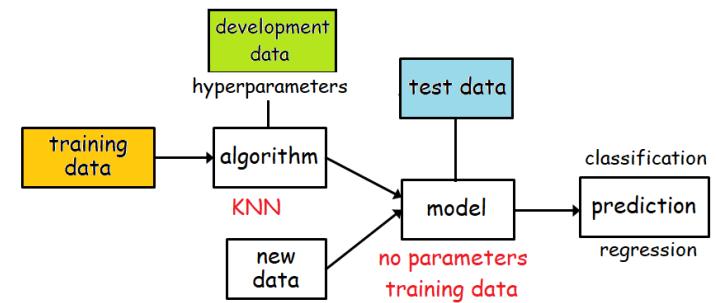 development
data
hyperparameters
test data
training
data
algorithm
KNN
classification
model
prediction
regression
new
data
no parameters
training data